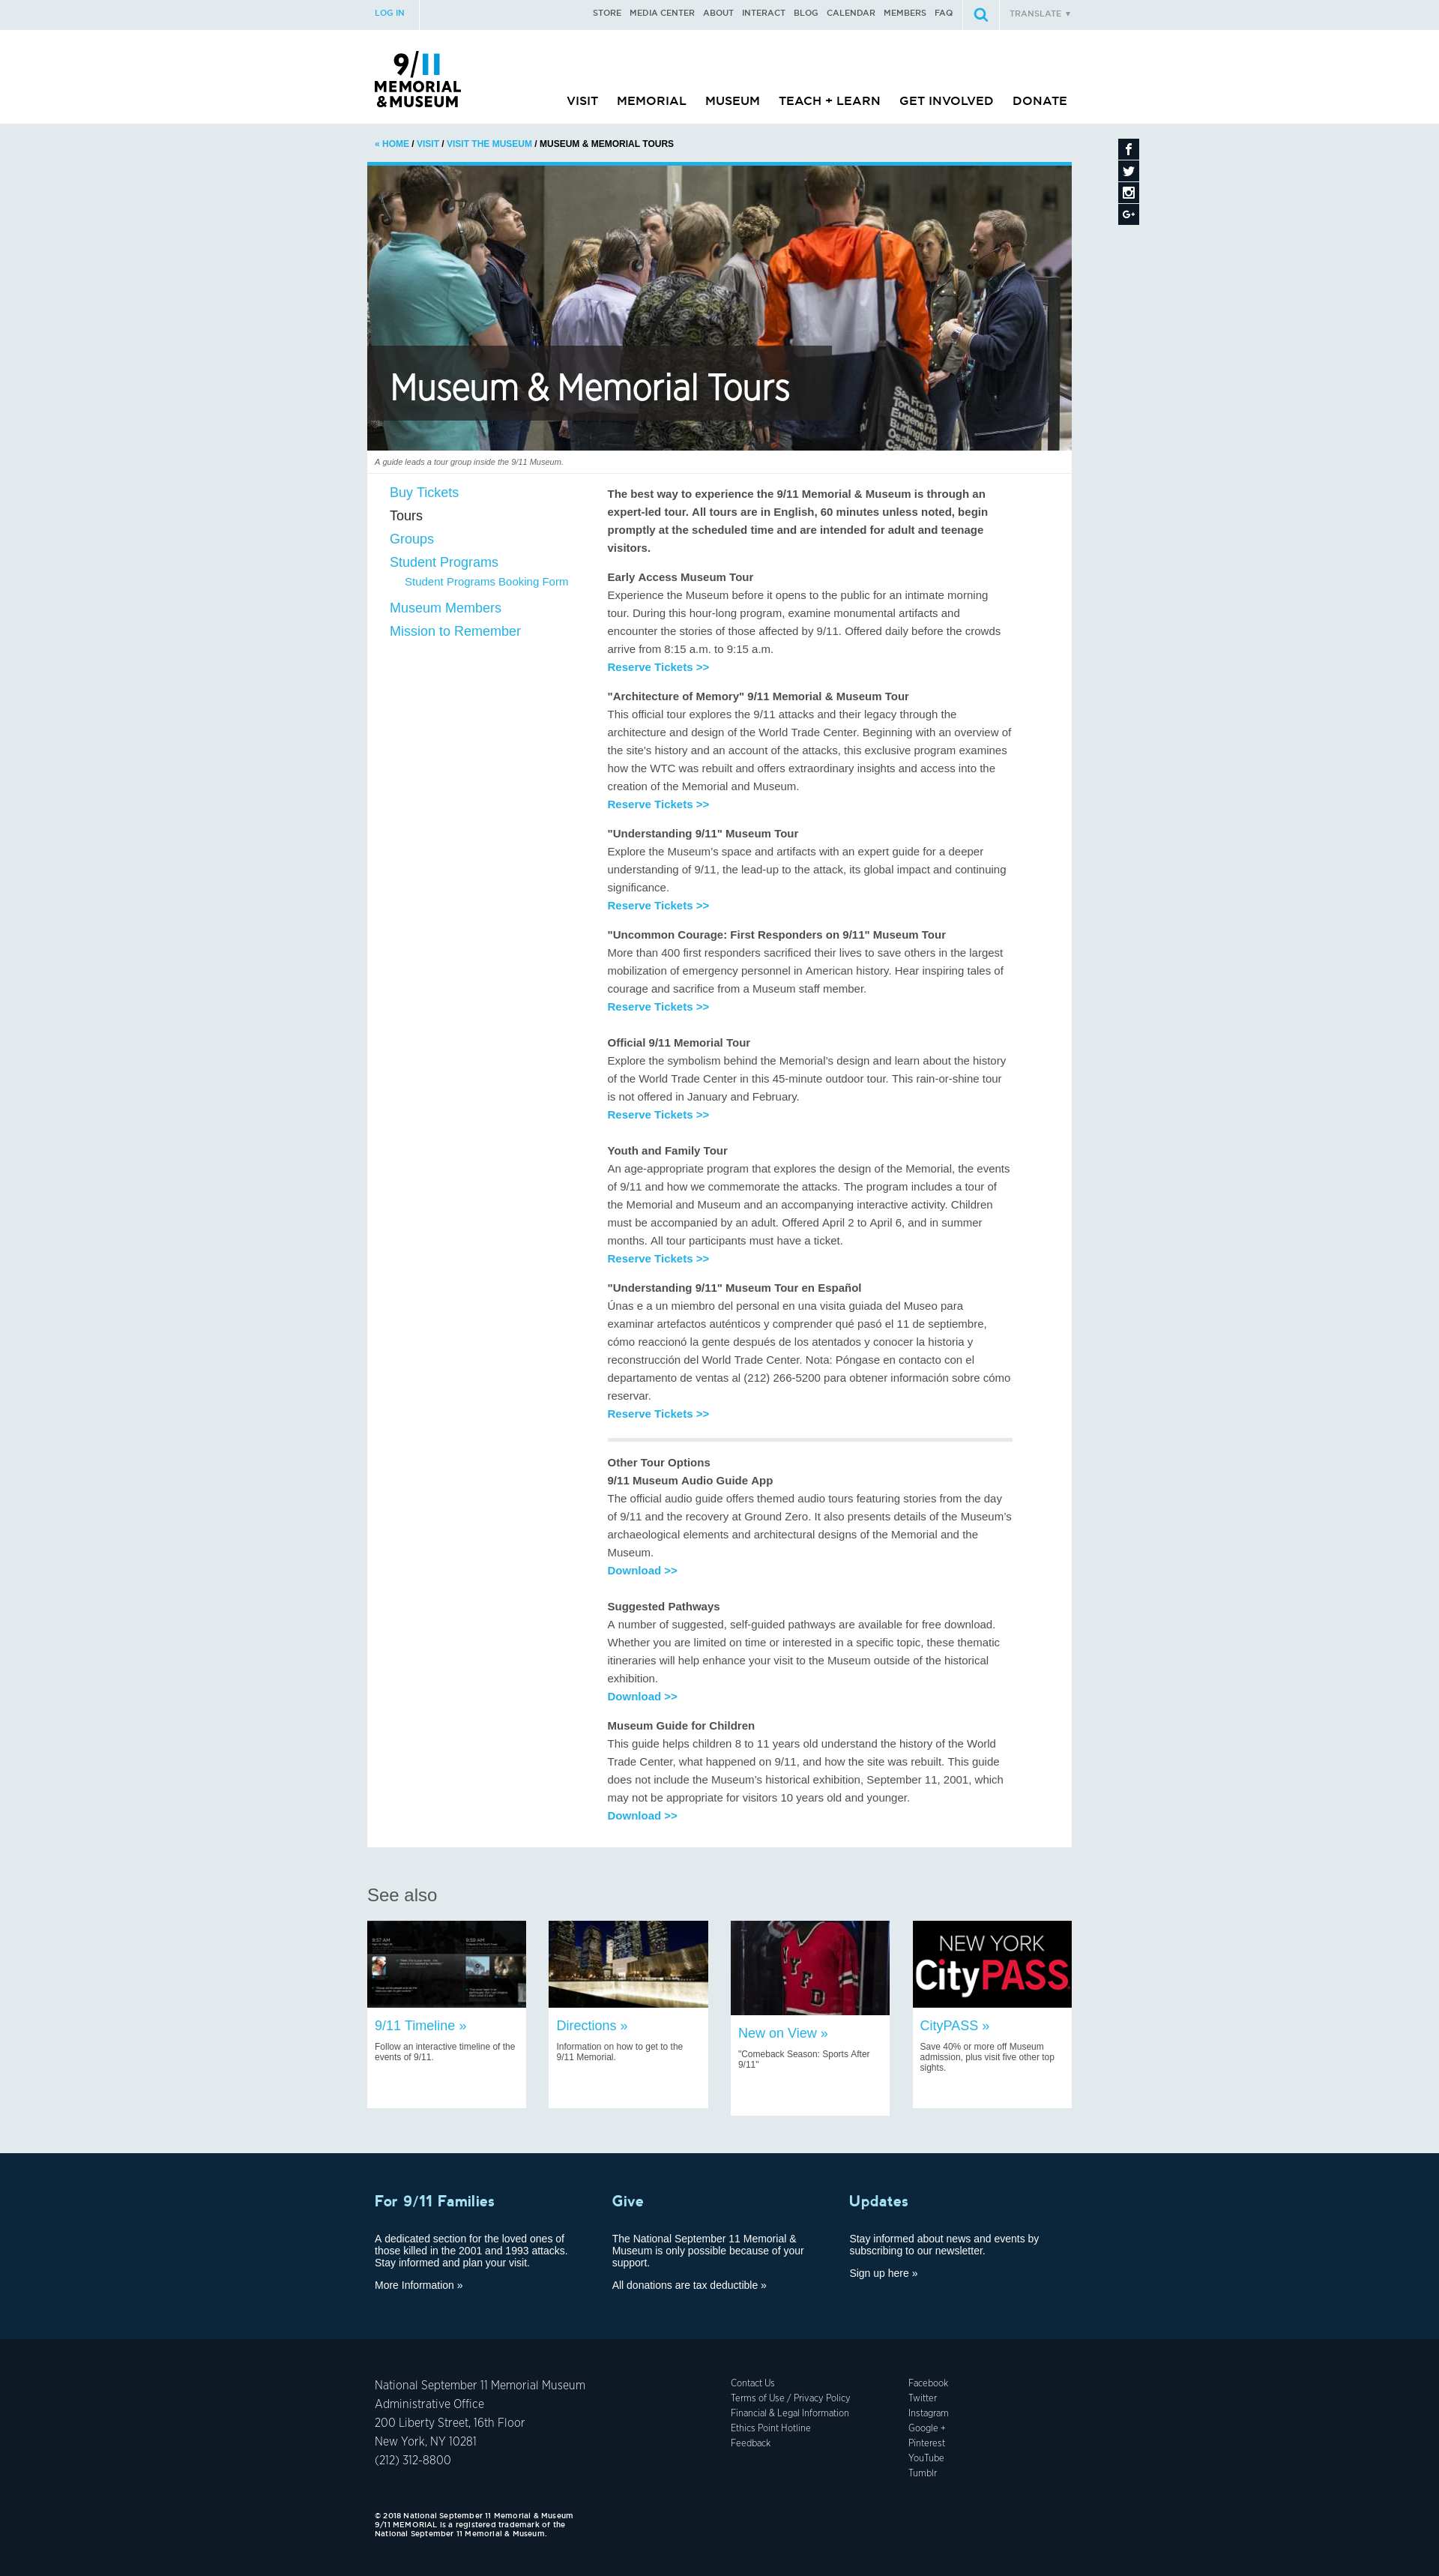 LOG IN
STORE MEDIA CENTER ABOUT INTERACT BLOG CALENDAR MEMBERS FAQ
TRANSLATE ▼
9/11
MEMORIAL
& MUSEUM
VISIT MEMORIAL MUSEUM TEACH + LEARN GET INVOLVED DONATE
« HOME / VISIT / VISIT THE MUSEUM / MUSEUM & MEMORIAL TOURS
Museum & Memorial Tours
A guide leads a tour group inside the 9/11 Museum.
Buy Tickets
Tours
Groups
Student Programs
Student Programs Booking Form
Museum Members
Mission to Remember
The best way to experience the 9/11 Memorial & Museum is through an
expert-led tour. All tours are in English, 60 minutes unless noted, begin
promptly at the scheduled time and are intended for adult and teenage
visitors.
Early Access Museum Tour
Experience the Museum before it opens to the public for an intimate morning
tour. During this hour-long program, examine monumental artifacts and
encounter the stories of those affected by 9/11. Offered daily before the crowds
arrive from 8:15 a.m. to 9:15 a.m.
Reserve Tickets >>
"Architecture of Memory" 9/11 Memorial & Museum Tour
This official tour explores the 9/11 attacks and their legacy through the
architecture and design of the World Trade Center. Beginning with an overview of
the site's history and an account of the attacks, this exclusive program examines
how the WTC was rebuilt and offers extraordinary insights and access into the
creation of the Memorial and Museum.
Reserve Tickets >>
"Understanding 9/11" Museum Tour
Explore the Museum's space and artifacts with an expert guide for a deeper
understanding of 9/11, the lead-up to the attack, its global impact and continuing
significance.
Reserve Tickets >>
"Uncommon Courage: First Responders on 9/11" Museum Tour
More than 400 first responders sacrificed their lives to save others in the largest
mobilization of emergency personnel in American history. Hear inspiring tales of
courage and sacrifice from a Museum staff member.
Reserve Tickets >>
Official 9/11 Memorial Tour
Explore the symbolism behind the Memorial's design and learn about the history
of the World Trade Center in this 45-minute outdoor tour. This rain-or-shine tour
is not offered in January and February.
Reserve Tickets >>
Youth and Family Tour
An age-appropriate program that explores the design of the Memorial, the events
of 9/11 and how we commemorate the attacks. The program includes a tour of
the Memorial and Museum and an accompanying interactive activity. Children
must be accompanied by an adult. Offered April 2 to April 6, and in summer
months. All tour participants must have a ticket.
Reserve Tickets >>
"Understanding 9/11" Museum Tour en Español
Únas e a un miembro del personal en una visita guiada del Museo para
examinar artefactos auténticos y comprender qué pasó el 11 de septiembre,
cómo reaccionó la gente después de los atentados y conocer la historia y
reconstrucción del World Trade Center. Nota: Póngase en contacto con el
departamento de ventas al (212) 266-5200 para obtener información sobre cómo
reservar.
Reserve Tickets >>
Other Tour Options
9/11 Museum Audio Guide App
The official audio guide offers themed audio tours featuring stories from the day
of 9/11 and the recovery at Ground Zero. It also presents details of the Museum's
archaeological elements and architectural designs of the Memorial and the
Museum.
Download >>
Suggested Pathways
A number of suggested, self-guided pathways are available for free download.
Whether you are limited on time or interested in a specific topic, these thematic
itineraries will help enhance your visit to the Museum outside of the historical
exhibition.
Download >>
Museum Guide for Children
This guide helps children 8 to 11 years old understand the history of the World
Trade Center, what happened on 9/11, and how the site was rebuilt. This guide
does not include the Museum's historical exhibition, September 11, 2001, which
may not be appropriate for visitors 10 years old and younger.
Download >>
See also
NEW YORK
CityPASS
9/11 Timeline »
Follow an interactive timeline of the
events of 9/11.
Directions »
Information on how to get to the
9/11 Memorial.
New on View »
"Comeback Season: Sports After
9/11"
CityPASS »
Save 40% or more off Museum
admission, plus visit five other top
sights.
For 9/11 Families
A dedicated section for the loved ones of
those killed in the 2001 and 1993 attacks.
Stay informed and plan your visit.
More Information »
Give
The National September 11 Memorial &
Museum is only possible because of your
support.
All donations are tax deductible »
Updates
Stay informed about news and events by
subscribing to our newsletter.
Sign up here »
National September 11 Memorial Museum
Administrative Office
200 Liberty Street, 16th Floor
New York, NY 10281
(212) 312-8800
Contact Us
Terms of Use / Privacy Policy
Financial & Legal Information
Ethics Point Hotline
Feedback
Facebook
Twitter
Instagram
Google +
Pinterest
YouTube
Tumblr
© 2018 National September 11 Memorial & Museum
9/11 MEMORIAL is a registered trademark of the
National September 11 Memorial & Museum.